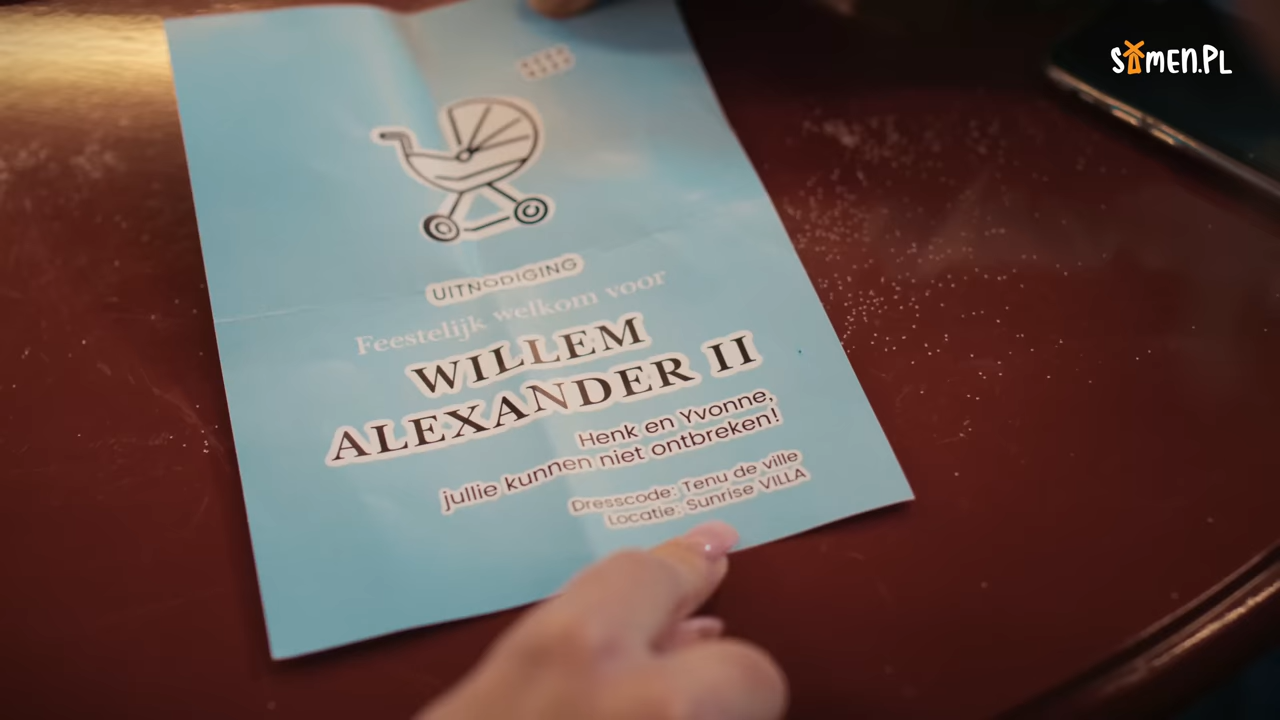 SAMEN.PL
UITNODIGING
Feestelijk welkom voor
WILLEM
ALEXANDER II
Henk en Yvonne,
jullie kunnen niet ontbreken!
Dresscode: Tenu de ville
Locatie: Sunrise VILLA